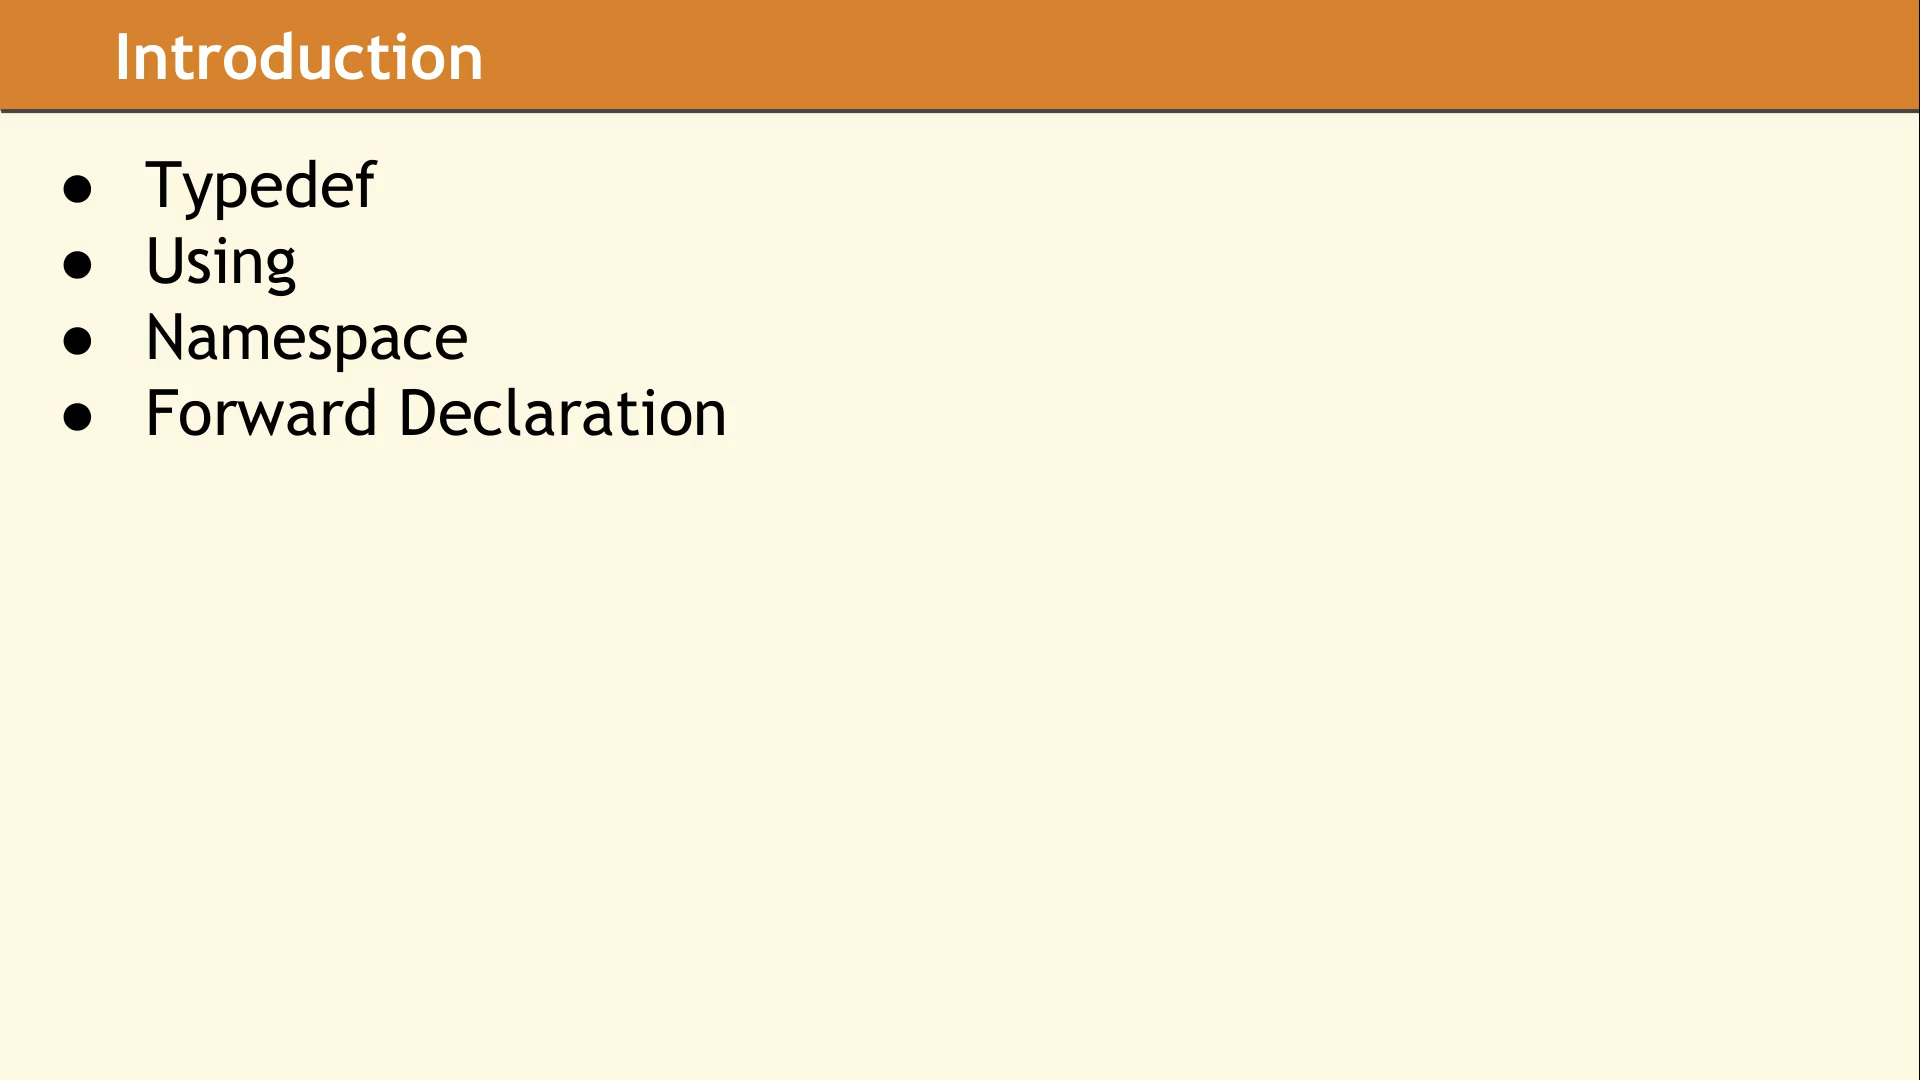 Introduction
● Typedef
● Using
● Namespace
● Forward Declaration